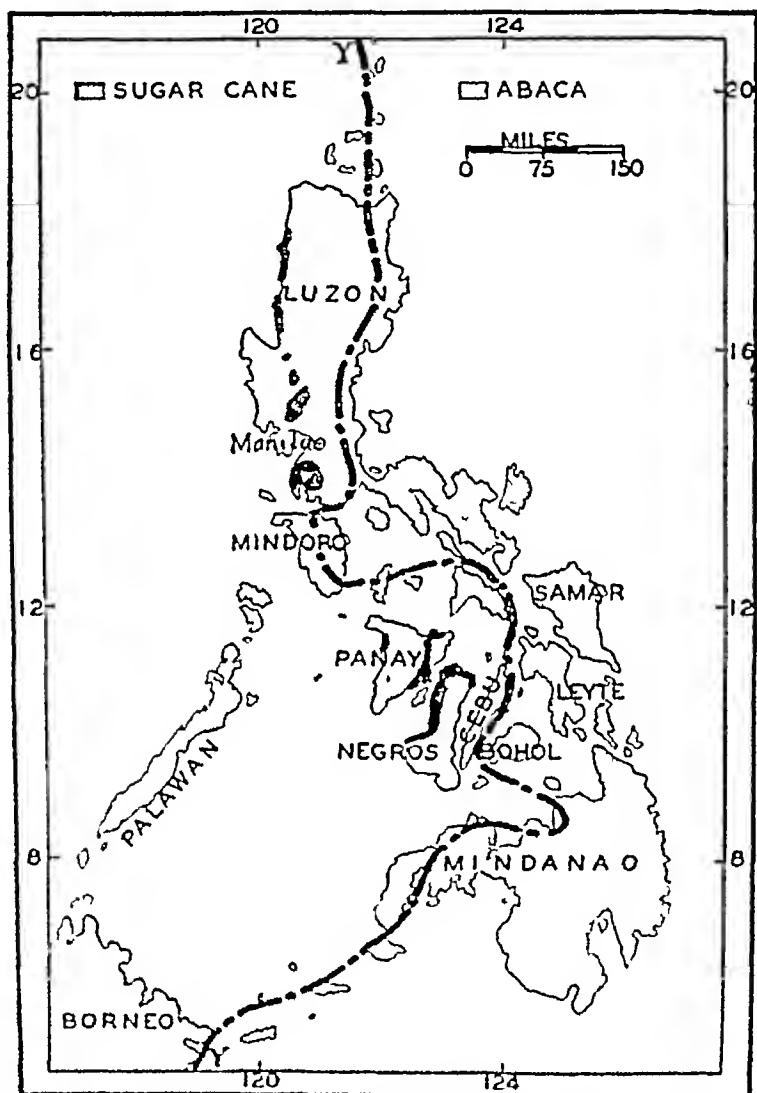 120 124
20 SUGAR CANE ABACA 20
MILES
0 75 150
LUZON
16 16
Manilao
MINDORO
SAMAR
12 12
PANAY
LEYTE
CEBU
NEGROS BOHOL
PALAWAN
8 MINDANAO 8
BORNEO
Y
120 124